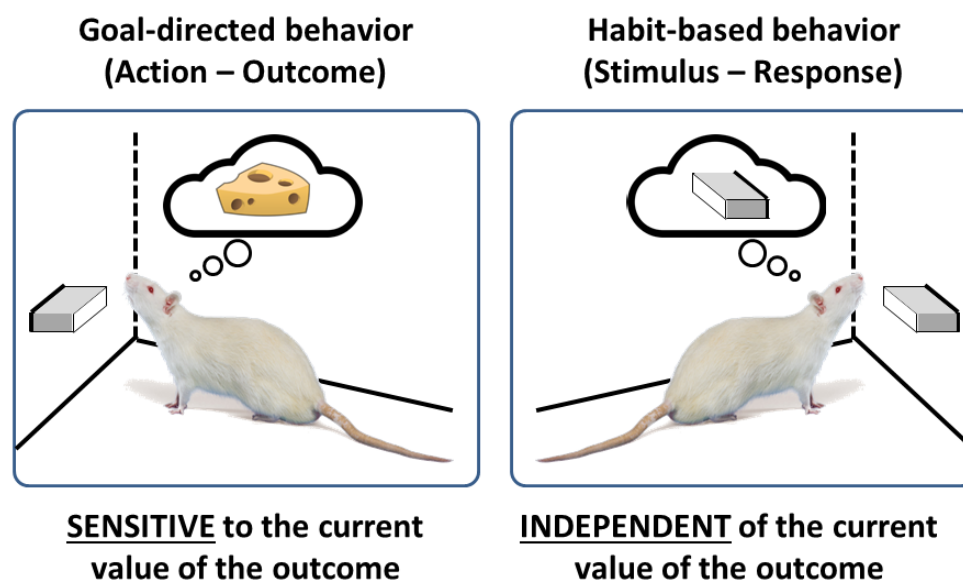 Goal-directed behavior
(Action – Outcome)
Habit-based behavior
(Stimulus – Response)
SENSITIVE to the current
value of the outcome
INDEPENDENT of the current
value of the outcome